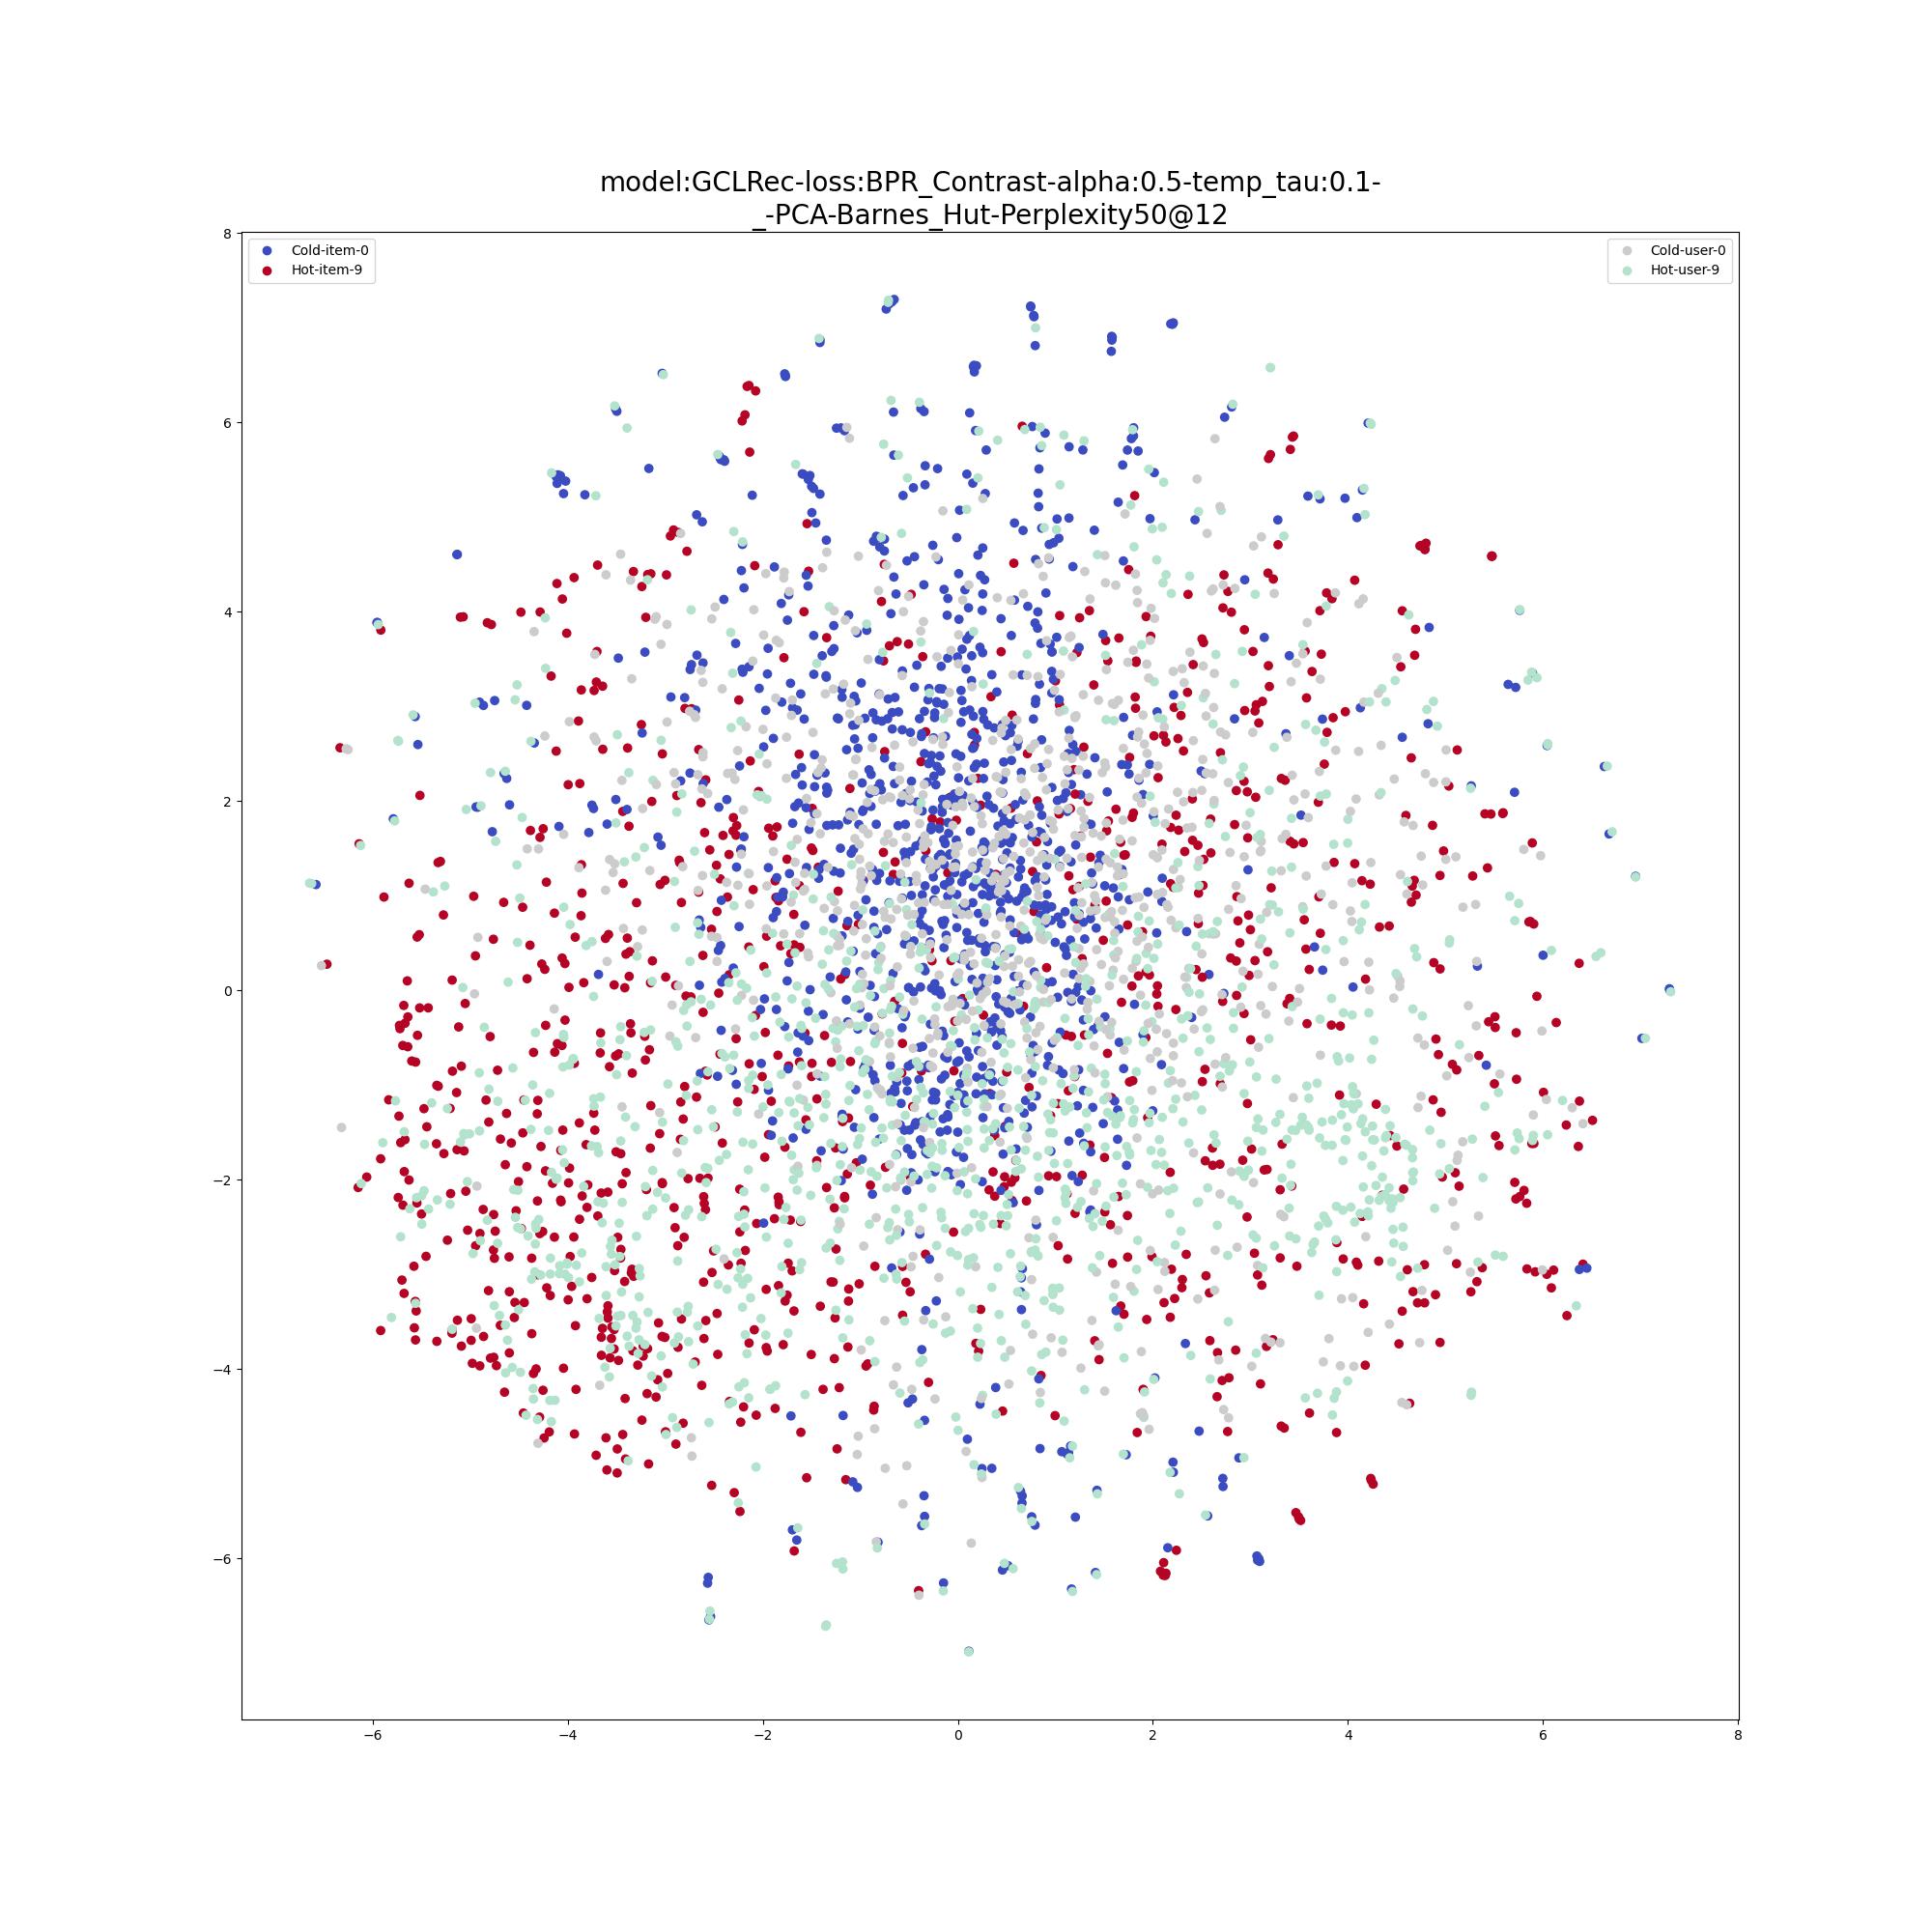 model:GCLRec-loss:BPR_Contrast-alpha:0.5-temp_tau:0.1-
_-PCA-Barnes_Hut-Perplexity50@12
Cold-item-0
Hot-item-9
Cold-user-0
Hot-user-9
8
6
4
2
0
−2
−4
−6
−6
−4
−2
0
2
4
6
8